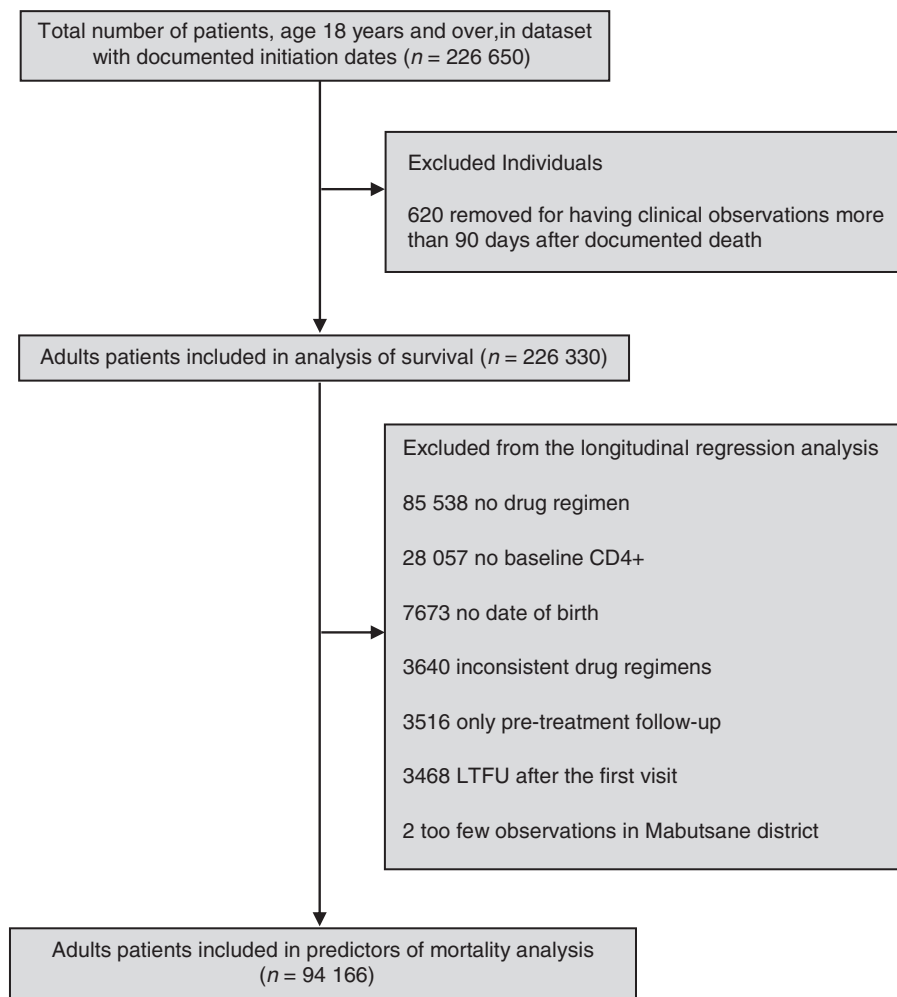 Total number of patients, age 18 years and over,in dataset
with documented initiation dates (n = 226 650)
Excluded Individuals
620 removed for having clinical observations more
than 90 days after documented death
Adults patients included in analysis of survival (n = 226 330)
Excluded from the longitudinal regression analysis
85 538 no drug regimen
28 057 no baseline CD4+
7673 no date of birth
3640 inconsistent drug regimens
3516 only pre-treatment follow-up
3468 LTFU after the first visit
2 too few observations in Mabutsane district
Adults patients included in predictors of mortality analysis
(n = 94 166)